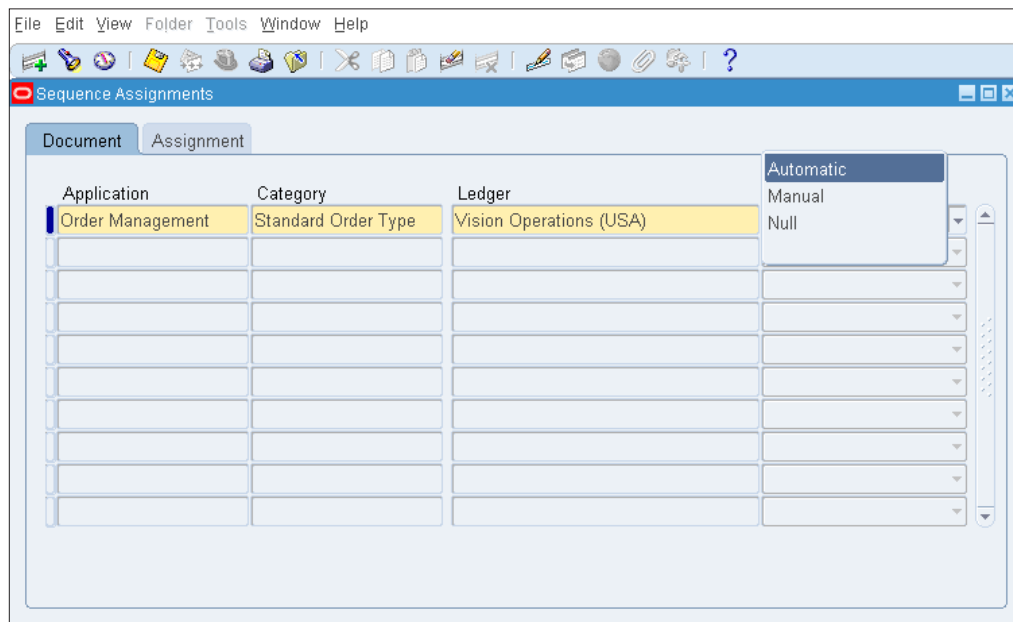 File Edit View Folder Tools Window Help
?
Sequence Assignments
Document Assignment
Application Category Ledger
Automatic
Manual
Null
Order Management Standard Order Type Vision Operations (USA)